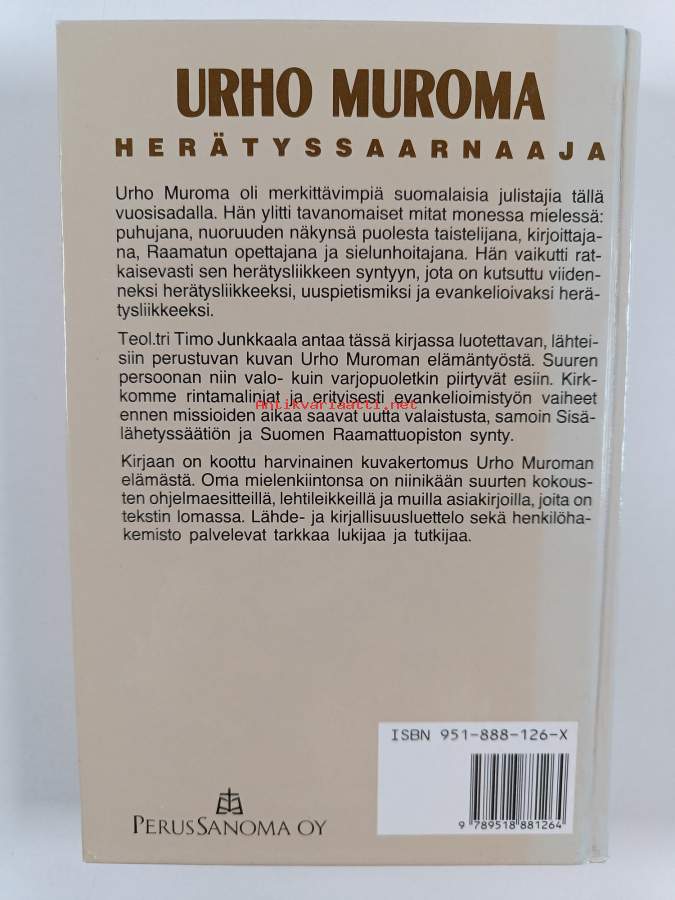 URHO MUROMA
HERÄTYSSAARNAAJA
Urho Muroma oli merkittävimpiä suomalaisia julistajia tällä
vuosisadalla. Hän ylitti tavanomaiset mitat monessa mielessä:
puhujana, nuoruuden näkynsä puolesta taistelijana, kirjoittaja-
na, Raamatun opettajana ja sielunhoitajana. Hän vaikutti rat-
kaisevasti sen herätysliikkeen syntyyn, jota on kutsuttu viiden-
neksi herätysliikkeeksi, uuspietismiksi ja evankelioivaksi herä-
tysliikkeeksi.
Teol.tri Timo Junkkaala antaa tässä kirjassa luotettavan, lähtei-
siin perustuvan kuvan Urho Muroman elämäntyöstä. Suuren
persoonan niin valo- kuin varjopuoletkin piirtyvät esiin. Kirk-
komme rintamalinjat ja erityisesti evankelioimistyön vaiheet
Antikvariaatti.net
ennen missioiden aikaa saavat uutta valaistusta, samoin Sisä-
lähetyssäätiön ja Suomen Raamattuopiston synty.
Kirjaan on koottu harvinainen kuvakertomus Urho Muroman
elämästä. Oma mielenkiintonsa on niinikään suurten kokous-
ten ohjelmaesitteillä, lehtileikkeillä ja muilla asiakirjoilla, joita on
tekstin lomassa. Lähde- ja kirjallisuusluettelo sekä henkilöha-
kemisto palvelevat tarkkaa lukijaa ja tutkijaa.
ISBN 951-888-126-X
9 789518 881264
PERUSSANOMA OY